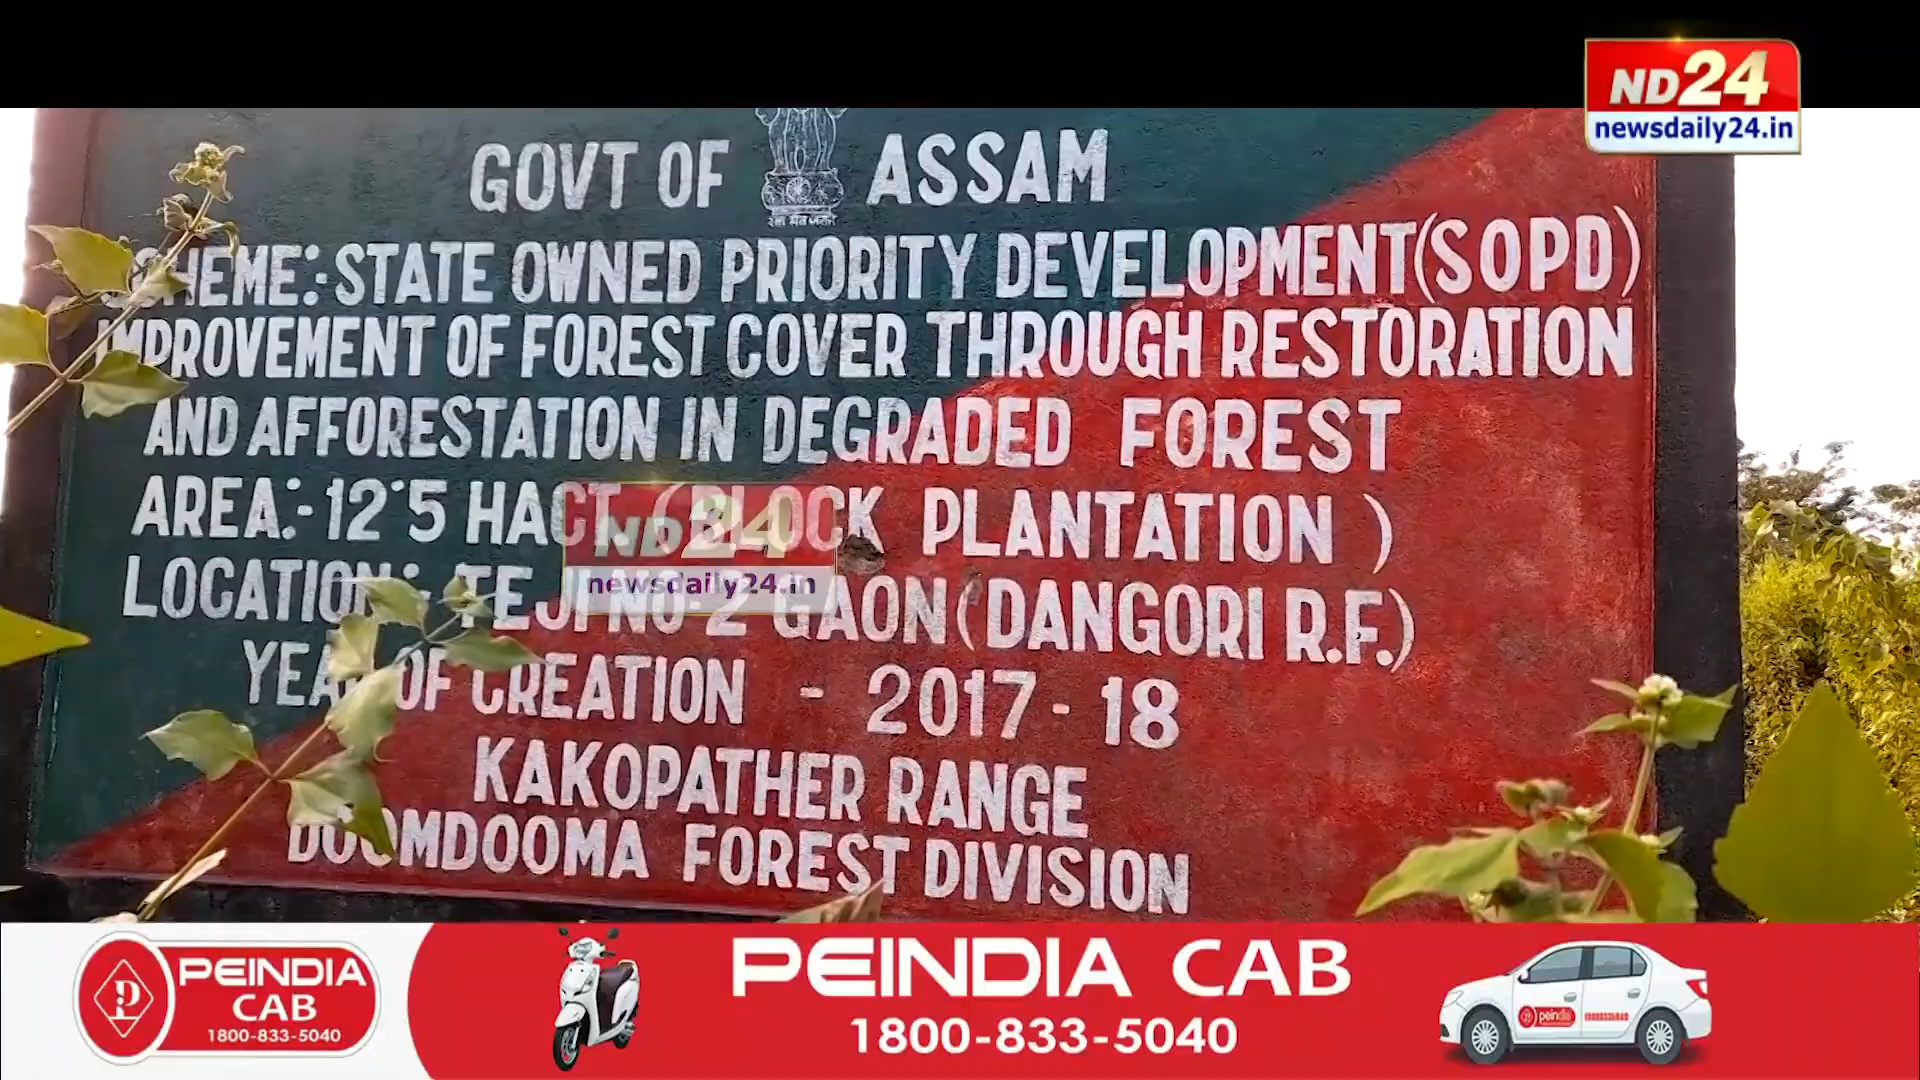 ND24
newsdaily24.in
GOVT OF ASSAM
SCHEME:-STATE OWNED PRIORITY DEVELOPMENT(SOPD)
IMPROVEMENT OF FOREST COVER THROUGH RESTORATION
AND AFFORESTATION IN DEGRADED FOREST
AREA:-12·5 HACT. (BLOCK PLANTATION)
ND24
newsdaily24.in
LOCATION:- TEJI NO.2 GAON (DANGORI R.F.)
YEAR OF CREATION - 2017-18
KAKOPATHER RANGE
DOOMDOOMA FOREST DIVISION
PEINDIA
CAB
1800-833-5040
PEINDIA CAB
1800-833-5040
peindia